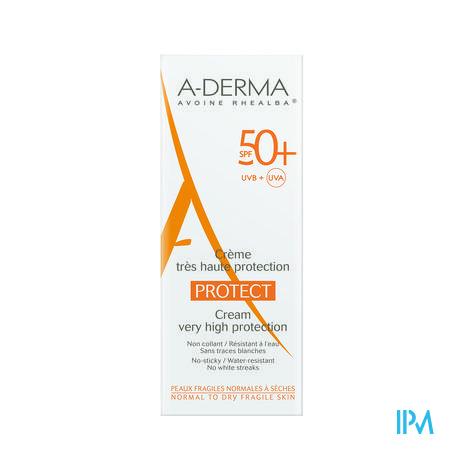 A-DERMA
AVOINE RHEALBA®
SPF 50+
UVB + UVA
Crème
très haute protection
PROTECT
Cream
very high protection
Non collant / Résistant à l'eau
Sans traces blanches
No-sticky / Water-resistant
No white streaks
PEAUX FRAGILES NORMALES À SÈCHES
NORMAL TO DRY FRAGILE SKIN
IPM